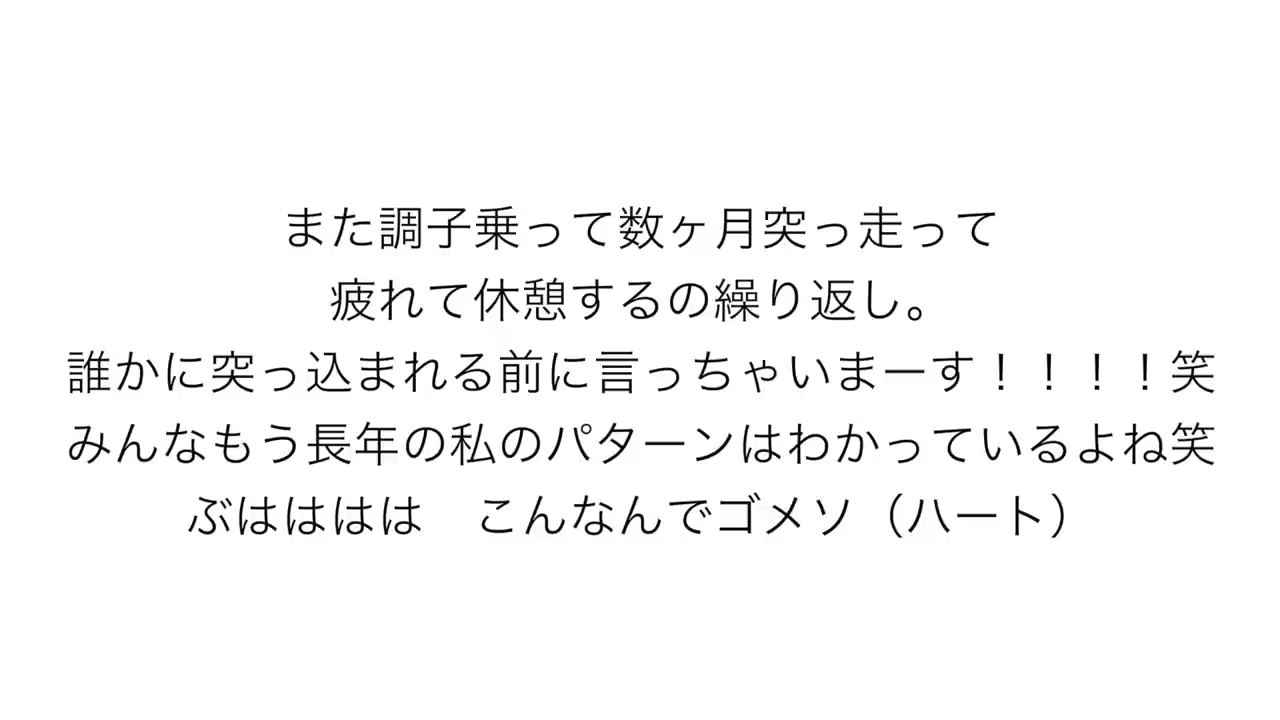 また調子乗って数ヶ月突っ走って
疲れて休憩するの繰り返し。
誰かに突っ込まれる前に言っちゃいまーす！！！！笑
みんなもう長年の私のパターンはわかっているよね笑
ぶはははは　こんなんでゴメソ（ハート）